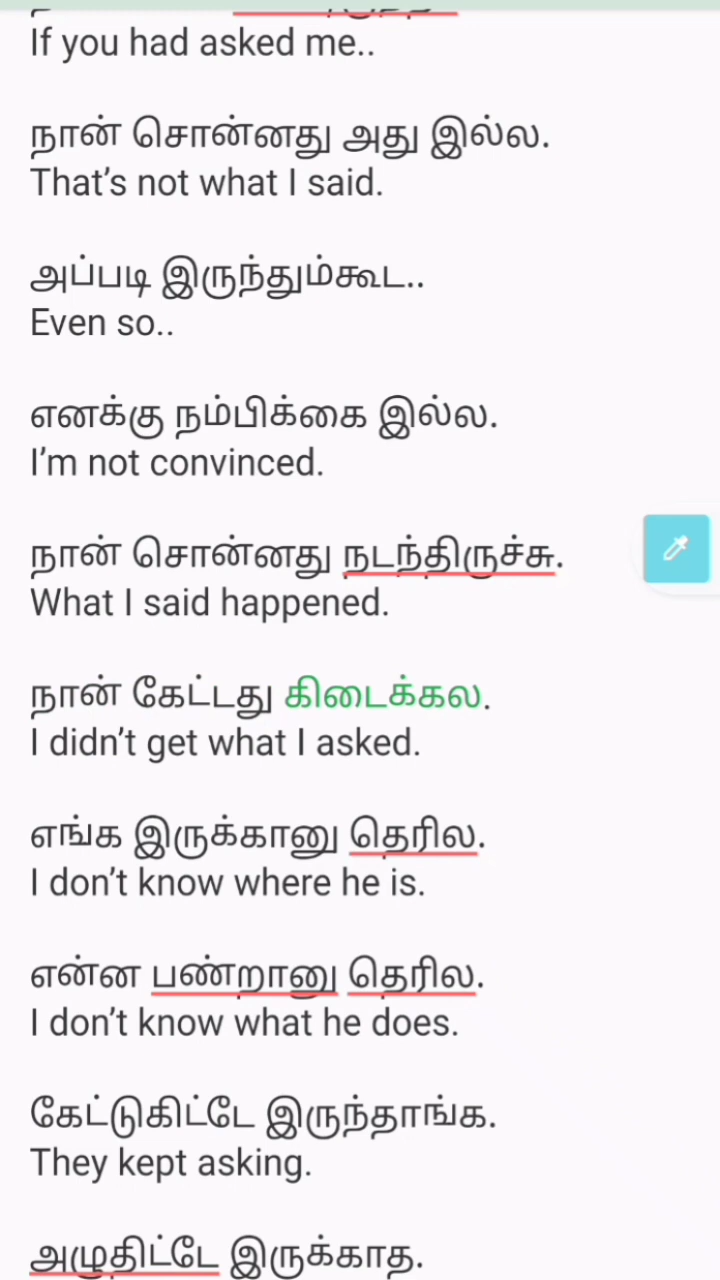 If you had asked me..
நான் சொன்னது அது இல்ல.
That's not what I said.
அப்படி இருந்தும்கூட..
Even so..
எனக்கு நம்பிக்கை இல்ல.
I'm not convinced.
நான் சொன்னது நடந்திருச்சு.
What I said happened.
நான் கேட்டது கிடைக்கல.
I didn't get what I asked.
எங்க இருக்கானு தெரில.
I don't know where he is.
என்ன பண்றானு தெரில.
I don't know what he does.
கேட்டுகிட்டே இருந்தாங்க.
They kept asking.
அழுதிட்டே இருக்காத.